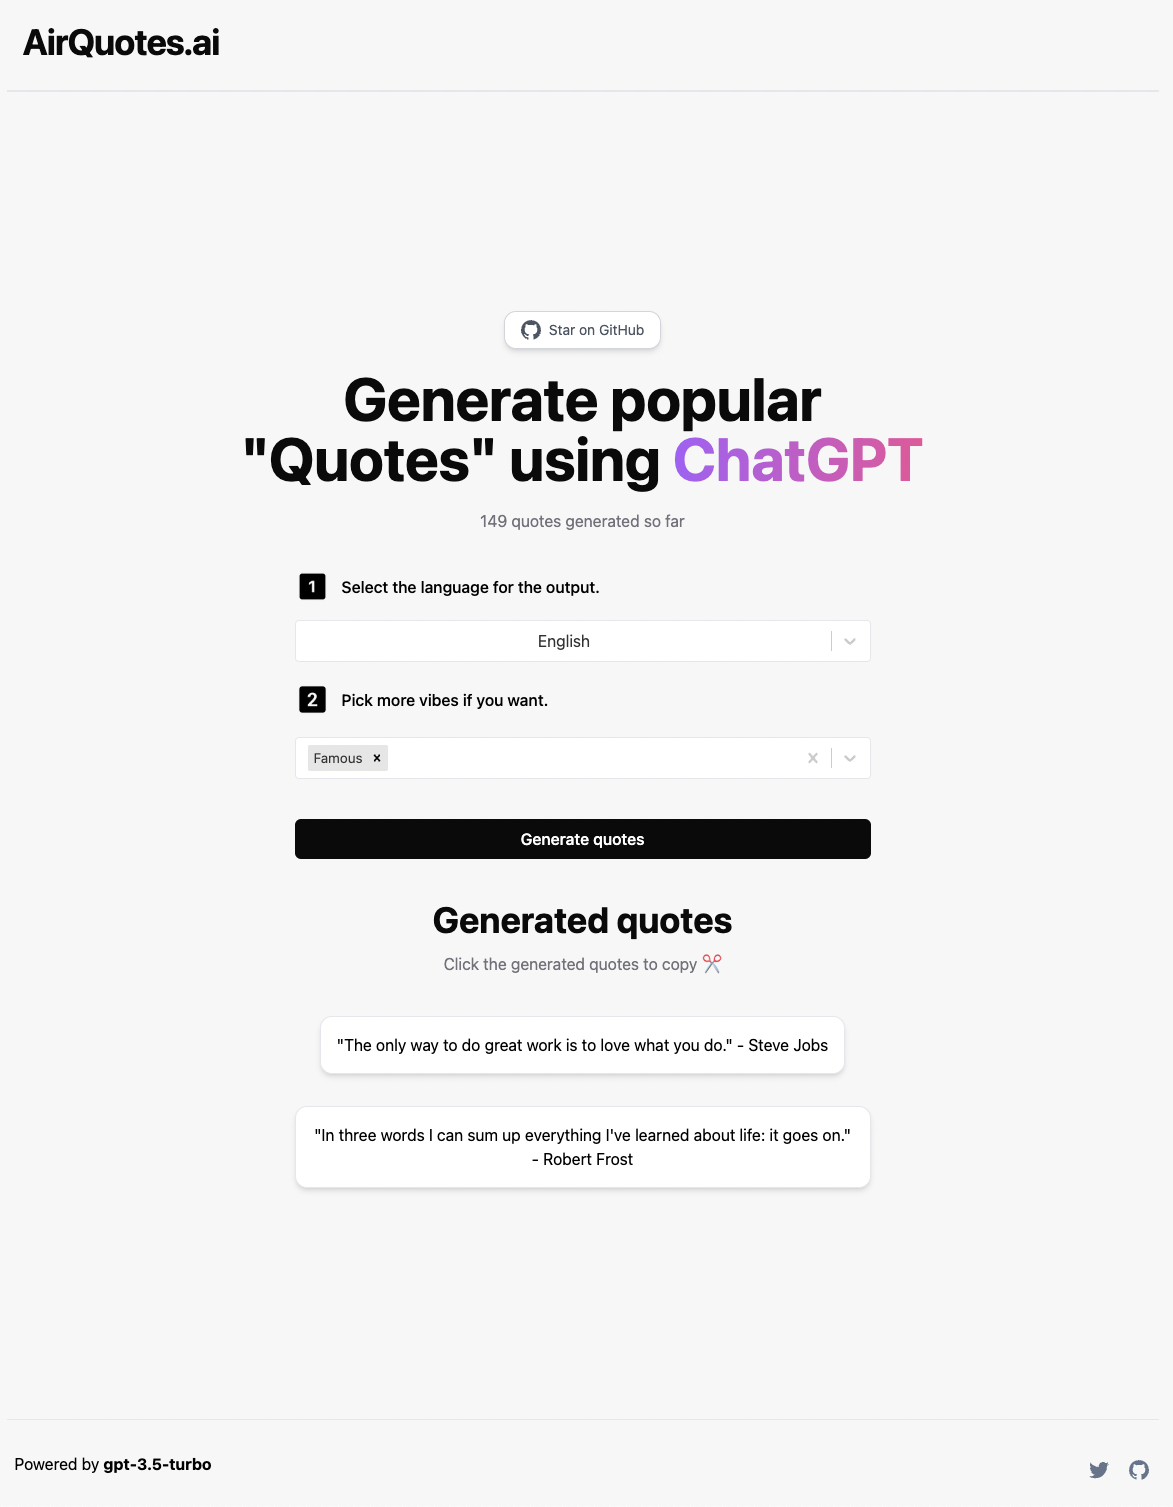 AirQuotes.ai
Star on GitHub
Generate popular
"Quotes" using ChatGPT
149 quotes generated so far
1 Select the language for the output.
English
2 Pick more vibes if you want.
Famous
Generate quotes
Generated quotes
Click the generated quotes to copy ✂️
"The only way to do great work is to love what you do." - Steve Jobs
"In three words I can sum up everything I've learned about life: it goes on."
- Robert Frost
Powered by gpt-3.5-turbo